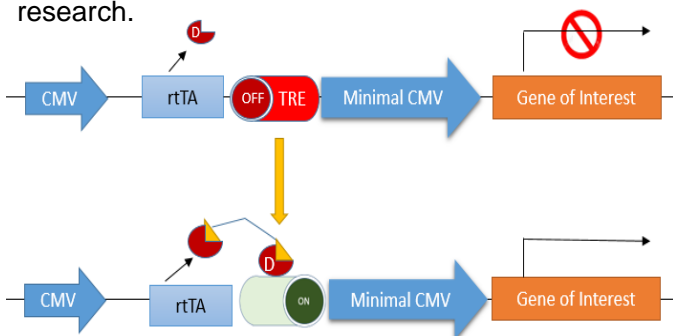 research.
D
CMV
rtTA
OFF
TRE
Minimal CMV
Gene of Interest
D
CMV
rtTA
ON
Minimal CMV
Gene of Interest